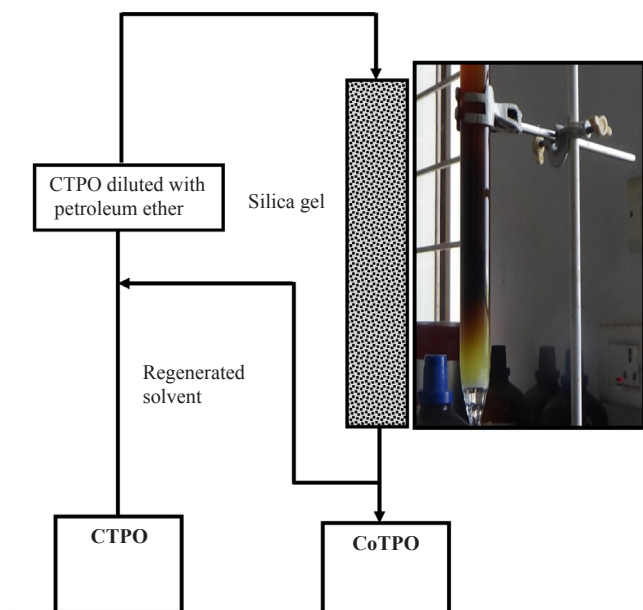 CTPO diluted with
petroleum ether
Silica gel
Regenerated
solvent
CTPO
CoTPO